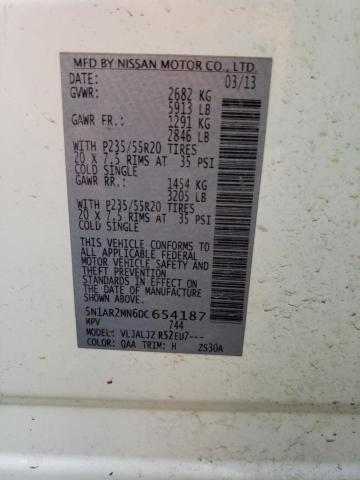 MFD BY NISSAN MOTOR CO., LTD.
DATE: 03/13
GVWR: 2682 KG
5913 LB
GAWR FR.: 1291 KG
2846 LB
WITH P235/55R20 TIRES
20 X 7.5 RIMS AT 35 PSI
COLD SINGLE
GAWR RR.: 1454 KG
3205 LB
WITH P235/55R20 TIRES
20 X 7.5 RIMS AT 35 PSI
COLD SINGLE
THIS VEHICLE CONFORMS TO
ALL APPLICABLE FEDERAL
MOTOR VEHICLE SAFETY
STANDARDS IN EFFECT ON
THE DATE OF MANUFACTURE
SHOWN ABOVE.
5N1AR2MN6DC654187
MPV 744
MODEL: VLJALJZ R52EU7---
COLOR: QAA TRIM: H ZS30A